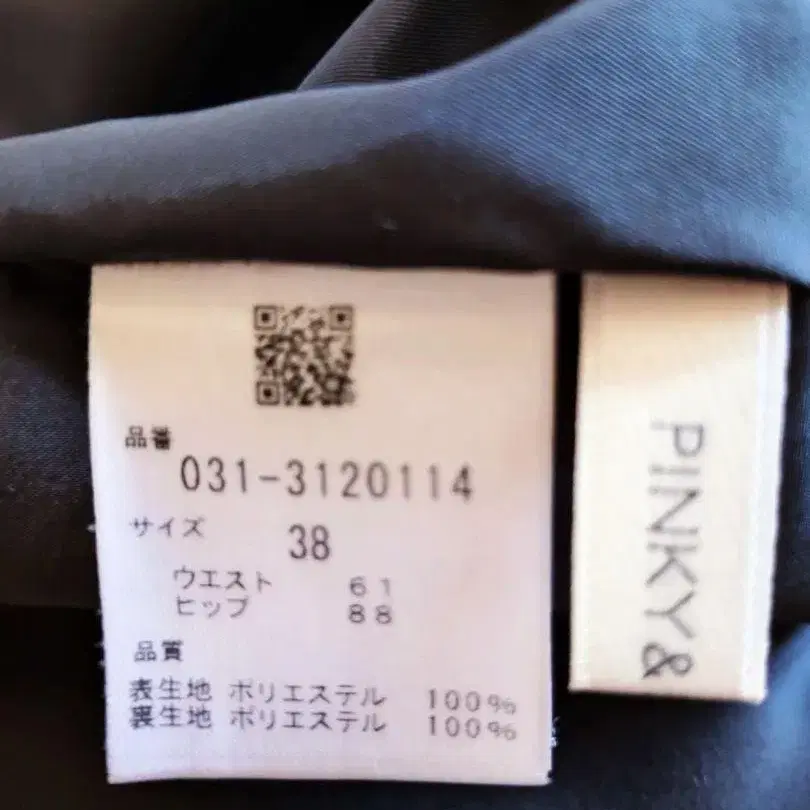 品番
031-3120114
サイズ 38
ウエスト 61
ヒップ 88
品質
表生地 ポリエステル 100%
裏生地 ポリエステル 100%
PINKY&